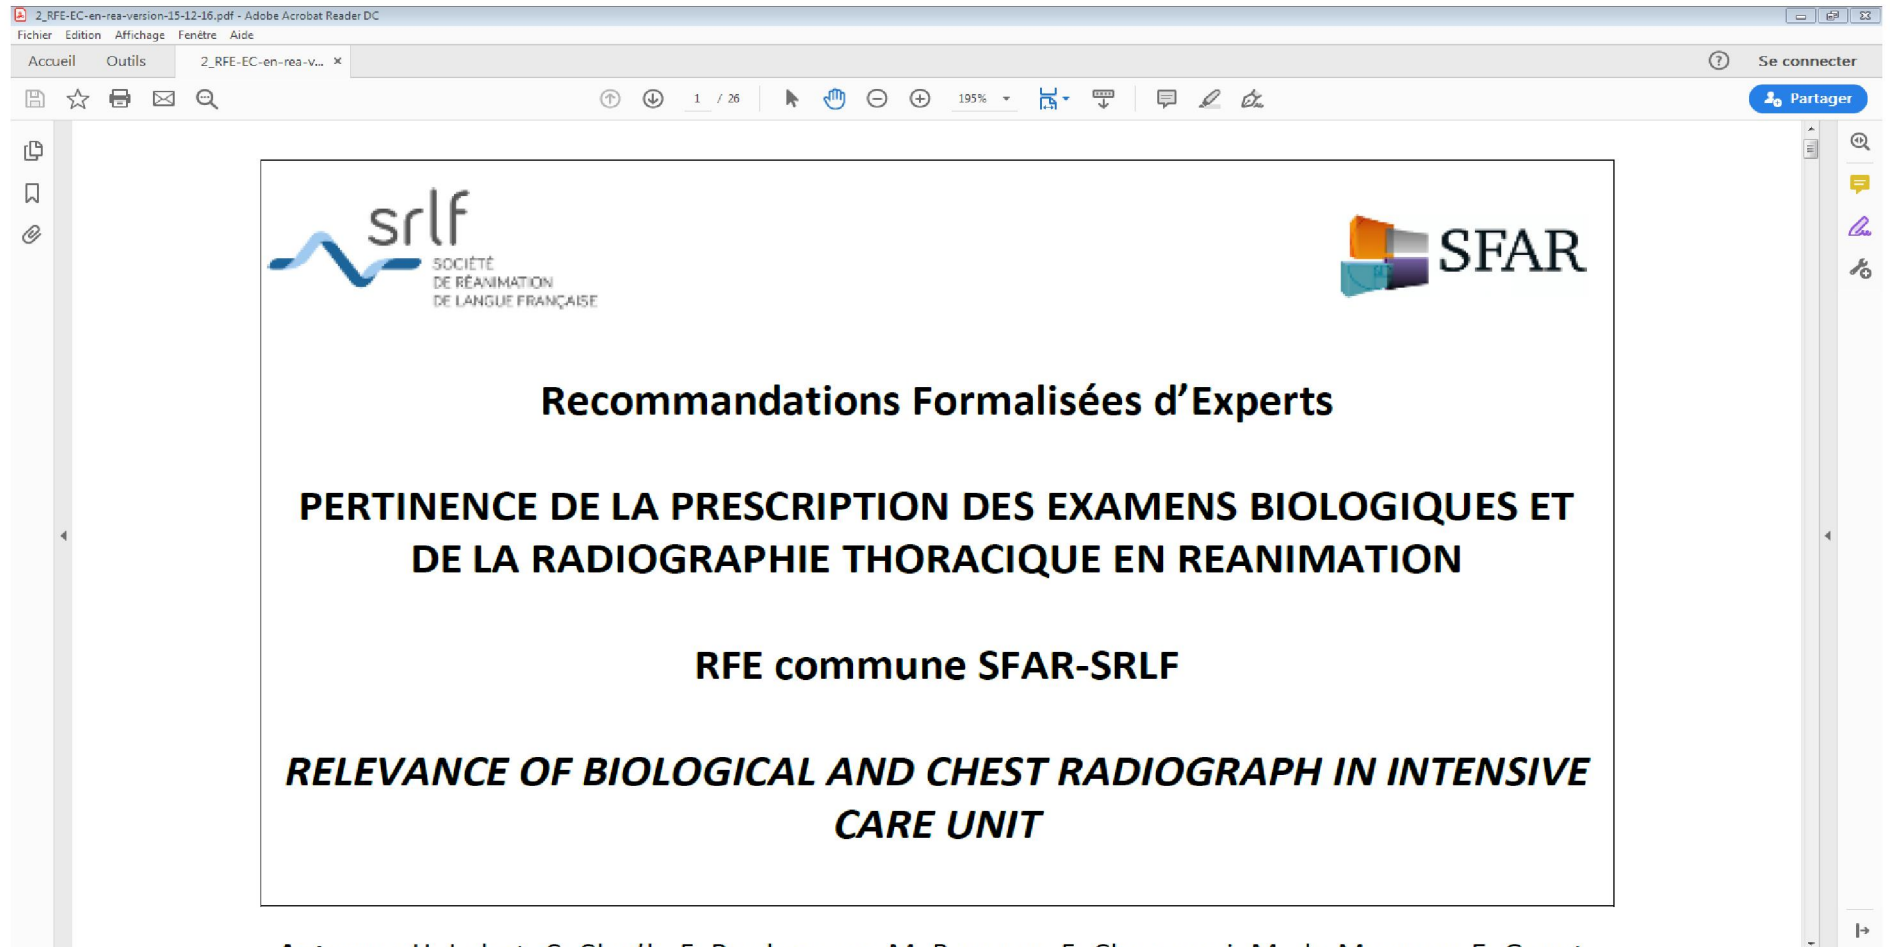 2_RFE-EC-en-rea-version-15-12-16.pdf - Adobe Acrobat Reader DC
Fichier Edition Affichage Fenêtre Aide
Accueil Outils 2_RFE-EC-en-rea-v... × Se connecter
1 / 26 195% Partager
srlf
SOCIÉTÉ
DE RÉANIMATION
DE LANGUE FRANÇAISE
SFAR
Recommandations Formalisées d'Experts
PERTINENCE DE LA PRESCRIPTION DES EXAMENS BIOLOGIQUES ET
DE LA RADIOGRAPHIE THORACIQUE EN REANIMATION
RFE commune SFAR-SRLF
RELEVANCE OF BIOLOGICAL AND CHEST RADIOGRAPH IN INTENSIVE
CARE UNIT